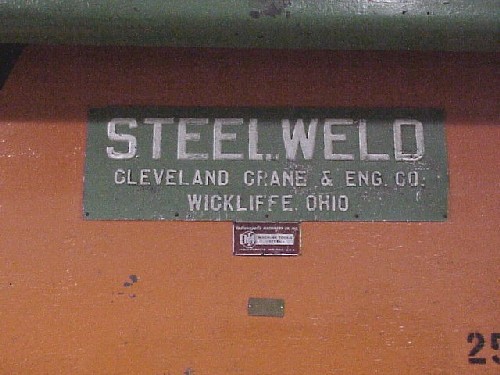 STEELWELD
CLEVELAND CRANE & ENG. CO.
WICKLIFFE, OHIO
25